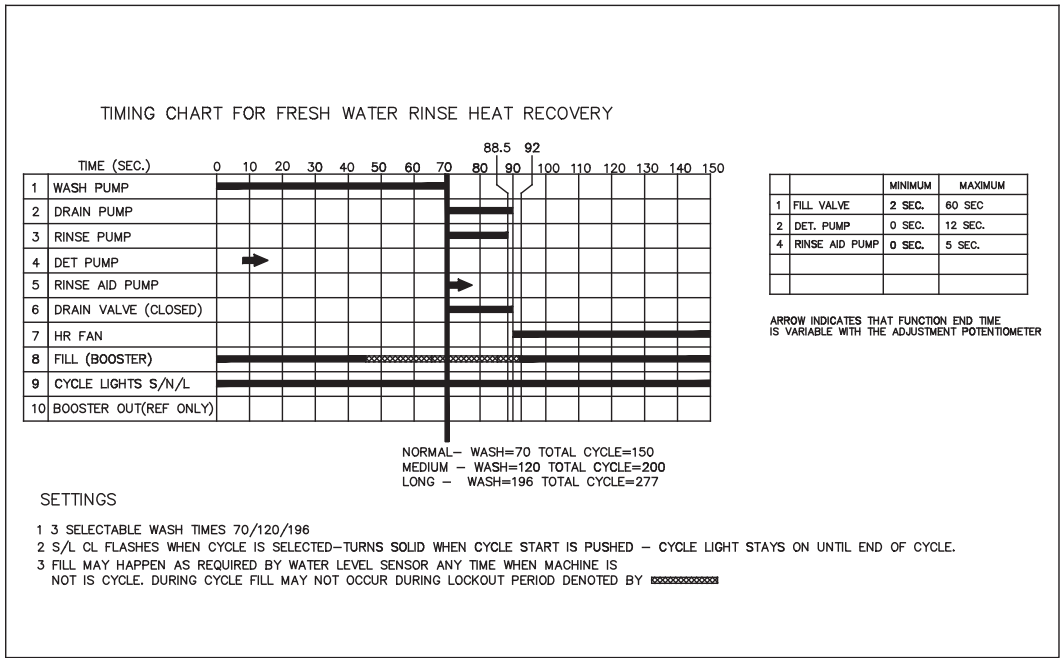 TIMING CHART FOR FRESH WATER RINSE HEAT RECOVERY
88.5 92
TIME (SEC.) 0 10 20 30 40 50 60 70 80 90 100 110 120 130 140 150
1 WASH PUMP
2 DRAIN PUMP
3 RINSE PUMP
4 DET PUMP
5 RINSE AID PUMP
6 DRAIN VALVE (CLOSED)
7 HR FAN
8 FILL (BOOSTER)
9 CYCLE LIGHTS S/N/L
10 BOOSTER OUT(REF ONLY)
MINIMUM MAXIMUM
1 FILL VALVE 2 SEC. 60 SEC
2 DET. PUMP 0 SEC. 12 SEC.
4 RINSE AID PUMP 0 SEC. 5 SEC.
ARROW INDICATES THAT FUNCTION END TIME
IS VARIABLE WITH THE ADJUSTMENT POTENTIOMETER
NORMAL- WASH=70 TOTAL CYCLE=150
MEDIUM - WASH=120 TOTAL CYCLE=200
LONG - WASH=196 TOTAL CYCLE=277
SETTINGS
1 3 SELECTABLE WASH TIMES 70/120/196
2 S/L CL FLASHES WHEN CYCLE IS SELECTED-TURNS SOLID WHEN CYCLE START IS PUSHED - CYCLE LIGHT STAYS ON UNTIL END OF CYCLE.
3 FILL MAY HAPPEN AS REQUIRED BY WATER LEVEL SENSOR ANY TIME WHEN MACHINE IS
NOT IS CYCLE. DURING CYCLE FILL MAY NOT OCCUR DURING LOCKOUT PERIOD DENOTED BY